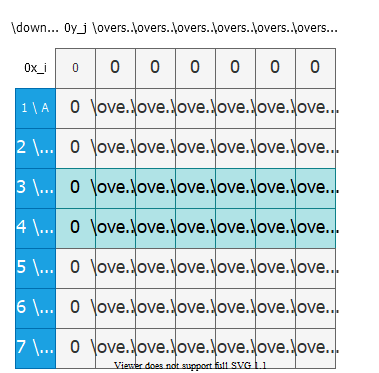 \down... 0y_j \overs... \overs... \overs... \overs... \overs...
0x_i 0 0 0 0 0 0 0
1 \ A 0 \ove... \ove... \ove... \ove... \ove... \ove...
2 \... 0 \ove... \ove... \ove... \ove... \ove... \ove...
3 \... 0 \ove... \ove... \ove... \ove... \ove... \ove...
4 \... 0 \ove... \ove... \ove... \ove... \ove... \ove...
5 \... 0 \ove... \ove... \ove... \ove... \ove... \ove...
6 \... 0 \ove... \ove... \ove... \ove... \ove... \ove...
7 \... 0 \ove... \ove... \ove... \ove... \ove... \ove...
Viewer does not support full SVG 1.1